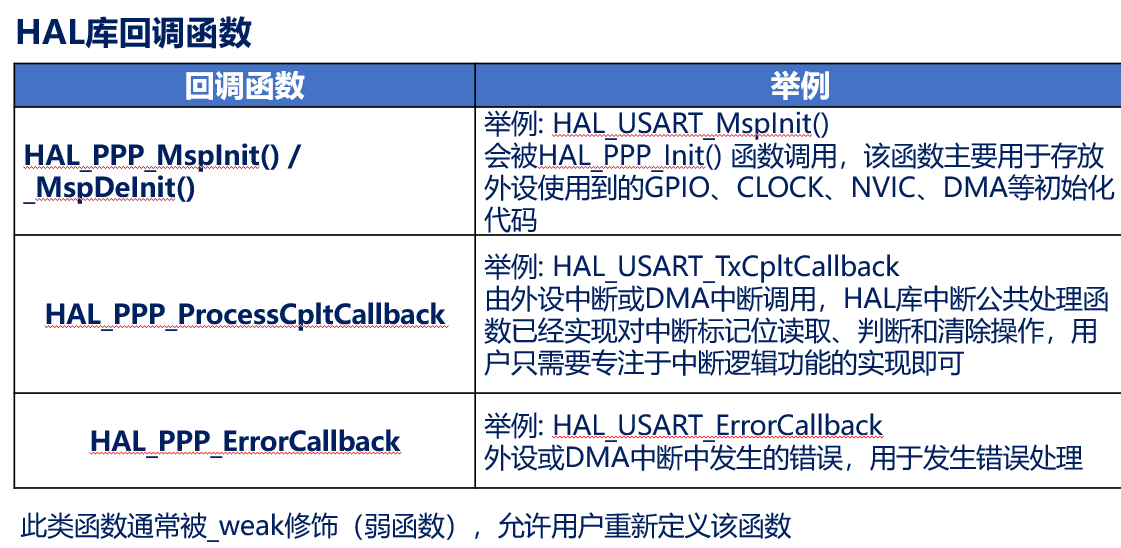 HAL库回调函数
回调函数
举例
HAL_PPP_MspInit() /
_MspDeInit()
举例: HAL_USART_MspInit()
会被HAL_PPP_Init() 函数调用，该函数主要用于存放
外设使用到的GPIO、CLOCK、NVIC、DMA等初始化
代码
HAL_PPP_ProcessCpltCallback
举例: HAL_USART_TxCpltCallback
由外设中断或DMA中断调用，HAL库中断公共处理函
数已经实现对中断标记位读取、判断和清除操作，用
户只需要专注于中断逻辑功能的实现即可
HAL_PPP_ErrorCallback
举例: HAL_USART_ErrorCallback
外设或DMA中断中发生的错误，用于发生错误处理
此类函数通常被_weak修饰（弱函数），允许用户重新定义该函数